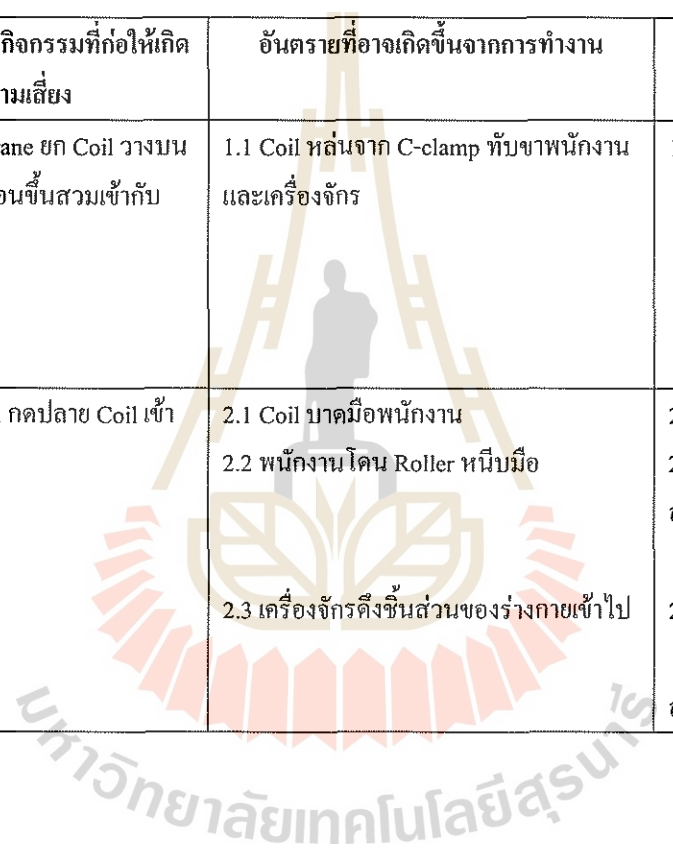 กิจกรรมที่ก่อให้เกิด
ามเสี่ยง
อันตรายที่อาจเกิดขึ้นจากการทำงาน
ane ยก Coil วางบน
อนขึ้นสวมเข้ากับ
1.1 Coil หล่นจาก C-clamp ทับขาพนักงาน
และเครื่องจักร
กดปลาย Coil เข้า
2.1 Coil บาดมือพนักงาน
2.2 พนักงานโดน Roller หนีบมือ
2.3 เครื่องจักรดึงชิ้นส่วนของร่างกายเข้าไป
2
2
2
มหาวิทยาลัยเทคโนโลยีสุรนารี